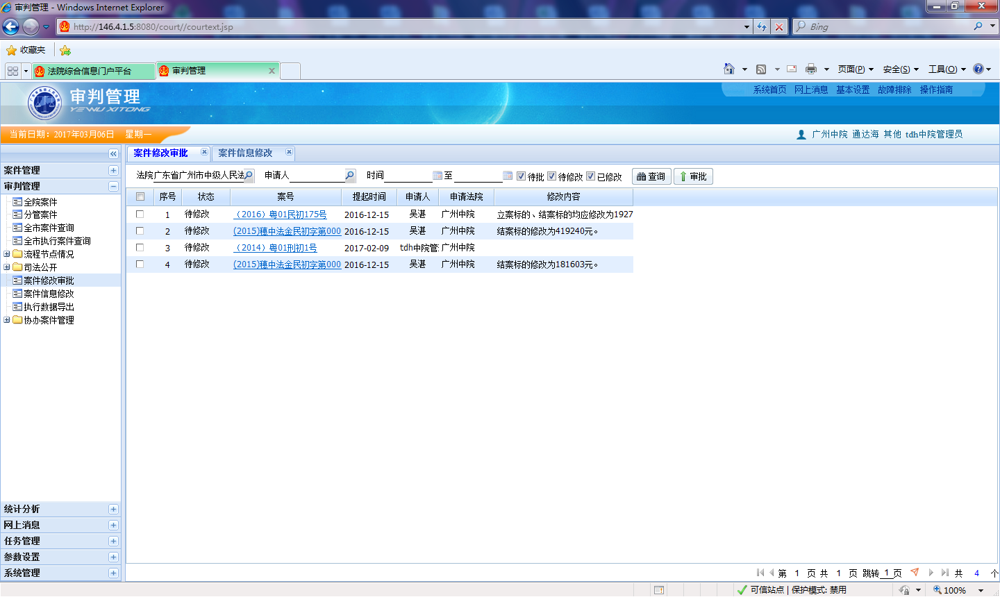 审判管理 - Windows Internet Explorer
http://146.4.1.5:8080/court//courtext.jsp
Bing
收藏夹
法院综合信息门户平台
审判管理
页面(P)
安全(S)
工具(O)
审判管理
YEWU XITONG
系统首页 网上消息 基本设置 故障排除 操作指南
当前日期：2017年03月06日 星期一
广州中院 通达海 其他 tdh中院管理员
案件管理
审判管理
全院案件
分管案件
全市案件查询
全市执行案件查询
流程节点情况
司法公开
案件修改审批
案件信息修改
执行数据导出
协办案件管理
统计分析
网上消息
任务管理
参数设置
系统管理
案件修改审批 案件信息修改
法院广东省广州市中级人民法 申请人 时间 至 待批 待修改 已修改 查询 审批
序号 状态 案号 提起时间 申请人 申请法院 修改内容
1 待修改 （2016）粤01民初175号 2016-12-15 吴湛 广州中院 立案标的、结案标的均应修改为1927
2 待修改 (2015)穗中法金民初字第000 2016-12-15 吴湛 广州中院 结案标的修改为419240元。
3 待修改 （2014）粤01刑初1号 2017-02-09 tdh中院管 广州中院
4 待修改 (2015)穗中法金民初字第000 2016-12-15 吴湛 广州中院 结案标的修改为181603元。
第 1 页 共 1 页 跳转 1 页 共 4 个
可信站点 | 保护模式: 禁用
100%